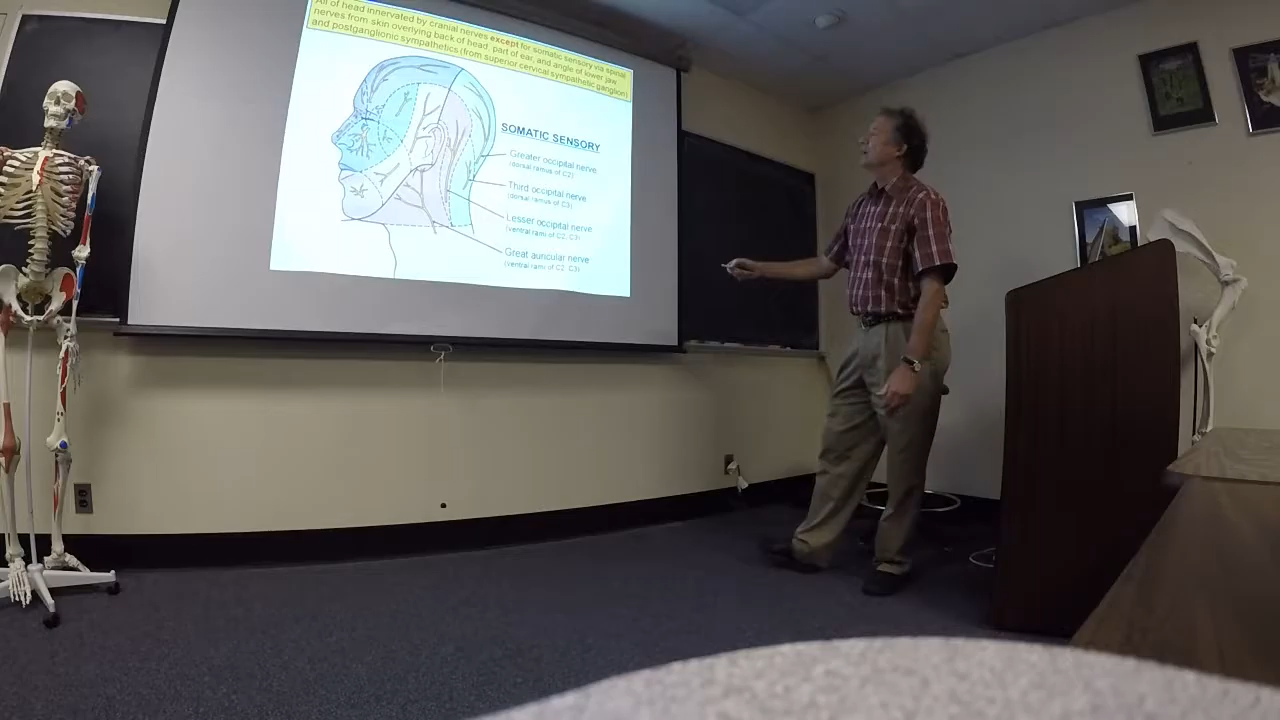 All of head innervated by cranial nerves except for somatic sensory via spinal
nerves from skin overlying back of head, part of ear, and angle of lower jaw
and postganglionic sympathetics (from superior cervical sympathetic ganglion)
SOMATIC SENSORY
Greater occipital nerve
(dorsal ramus of C2)
Third occipital nerve
(dorsal ramus of C3)
Lesser occipital nerve
(ventral rami of C2, C3)
Great auricular nerve
(ventral rami of C2, C3)